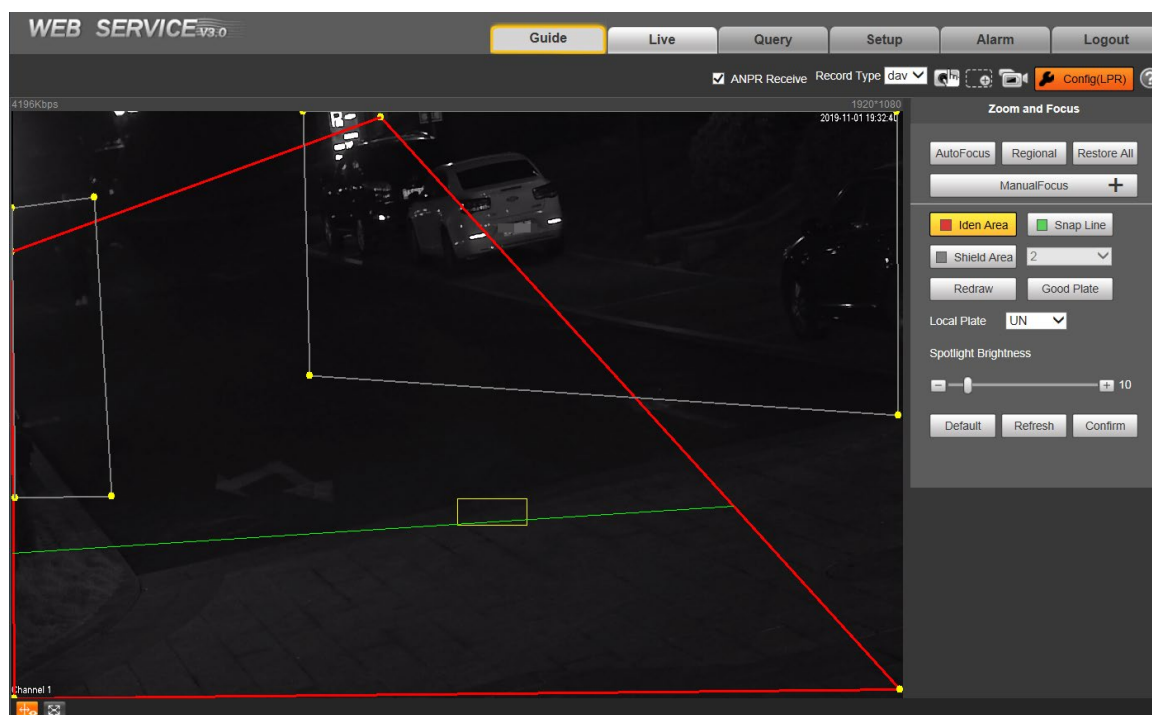 WEB SERVICE V3.0
Guide Live Query Setup Alarm Logout
ANPR Receive Record Type dav Config(LPR) ?
4196Kbps 1920*1080
2019-11-01 19:32:40
Channel 1
Zoom and Focus
AutoFocus Regional Restore All
ManualFocus +
Iden Area Snap Line
Shield Area 2
Redraw Good Plate
Local Plate UN
Spotlight Brightness
10
Default Refresh Confirm